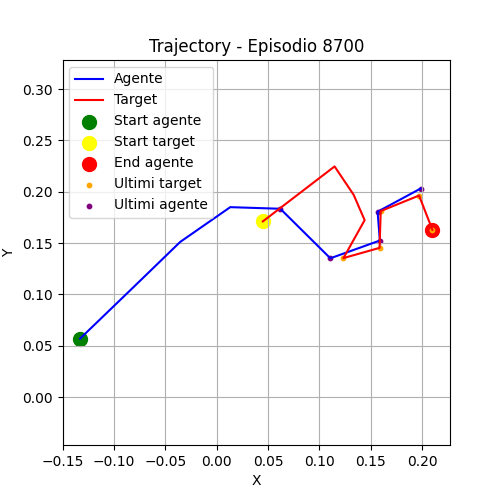 Trajectory - Episodio 8700
Agente
Target
Start agente
Start target
End agente
Ultimi target
Ultimi agente
Y
0.30
0.25
0.20
0.15
0.10
0.05
0.00
−0.15 −0.10 −0.05 0.00 0.05 0.10 0.15 0.20
X